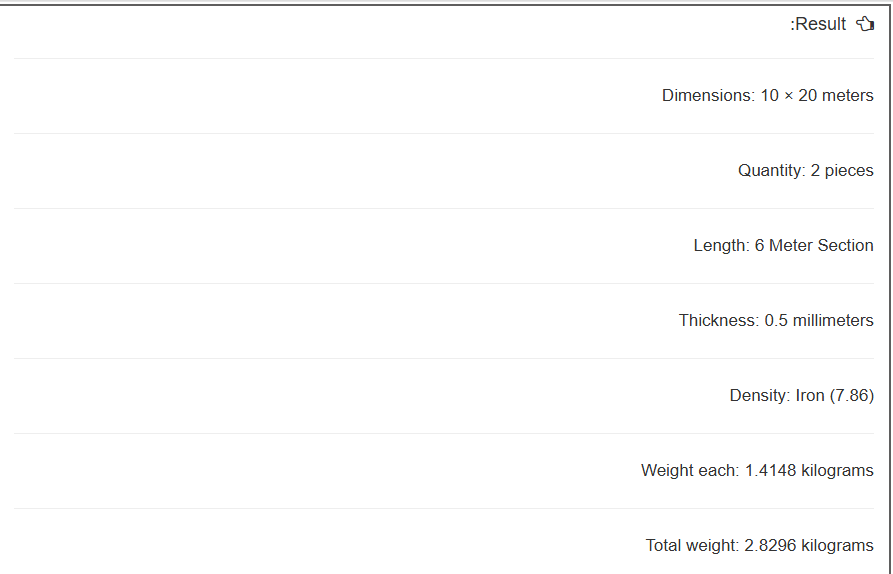 :Result
Dimensions: 10 × 20 meters
Quantity: 2 pieces
Length: 6 Meter Section
Thickness: 0.5 millimeters
Density: Iron (7.86)
Weight each: 1.4148 kilograms
Total weight: 2.8296 kilograms